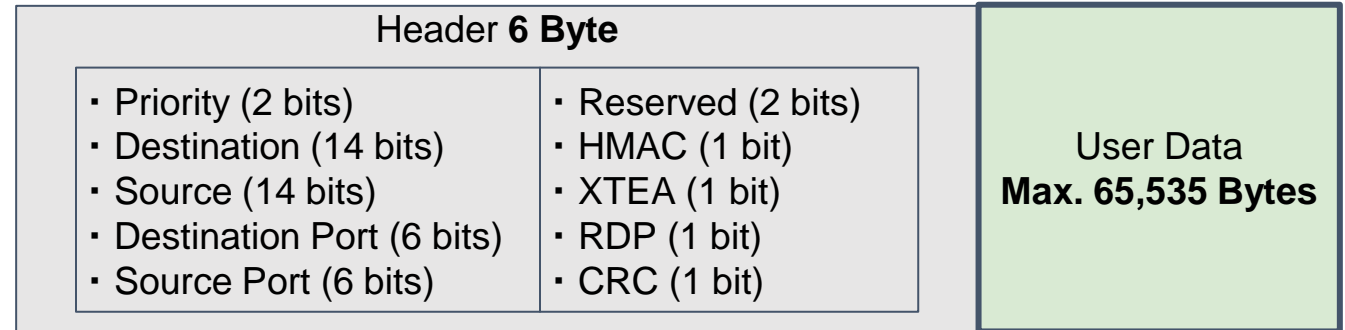 Header 6 Byte
・Priority (2 bits)
・Destination (14 bits)
・Source (14 bits)
・Destination Port (6 bits)
・Source Port (6 bits)
・Reserved (2 bits)
・HMAC (1 bit)
・XTEA (1 bit)
・RDP (1 bit)
・CRC (1 bit)
User Data
Max. 65,535 Bytes